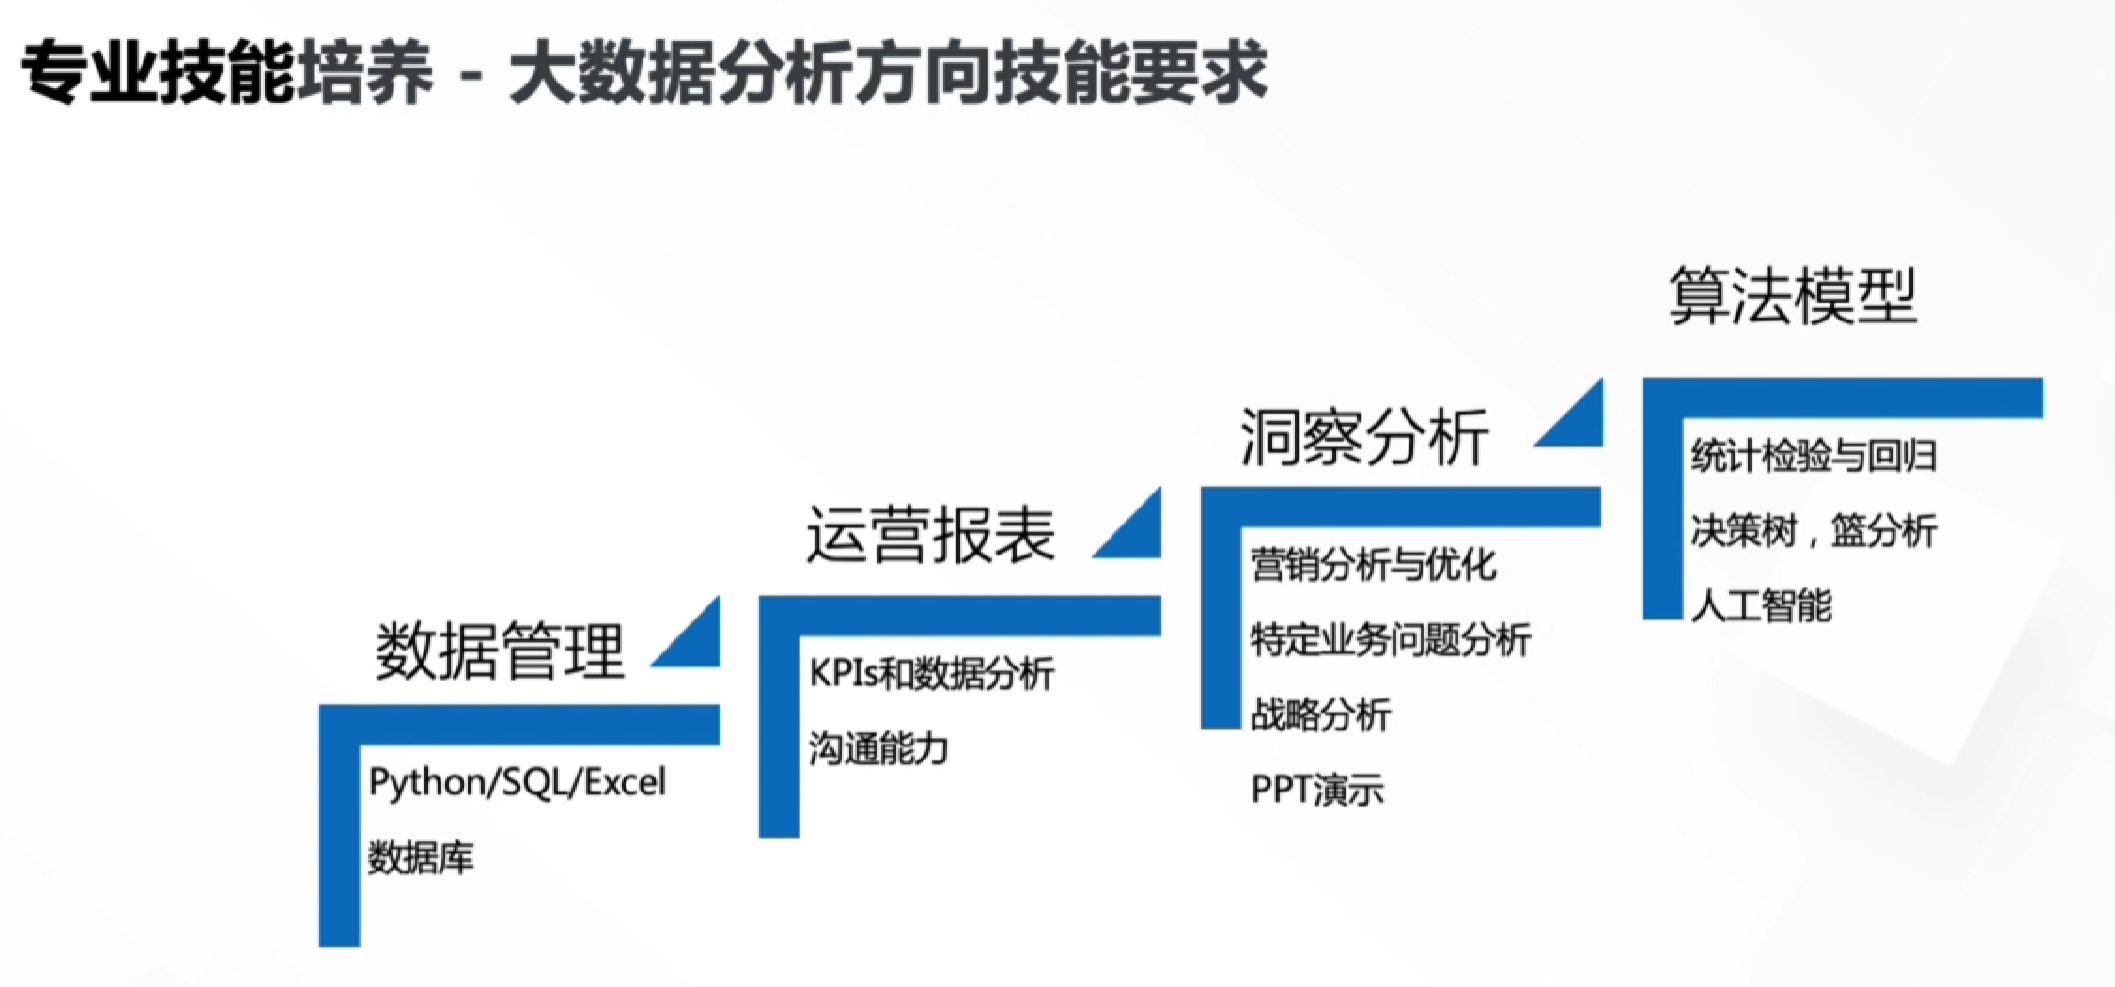 专业技能培养 - 大数据分析方向技能要求
数据管理
Python/SQL/Excel
数据库
运营报表
KPIs和数据分析
沟通能力
洞察分析
营销分析与优化
特定业务问题分析
战略分析
PPT演示
算法模型
统计检验与回归
决策树，篮分析
人工智能